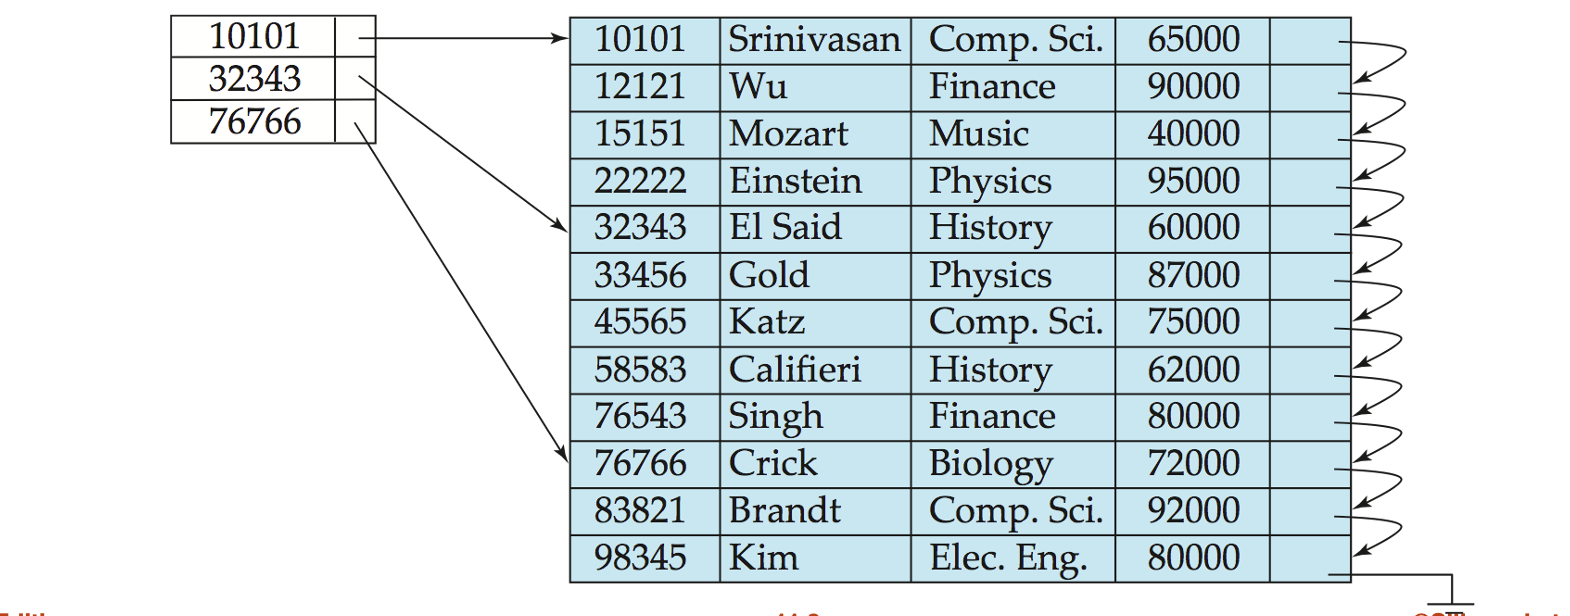 10101
32343
76766
10101 Srinivasan Comp. Sci. 65000
12121 Wu Finance 90000
15151 Mozart Music 40000
22222 Einstein Physics 95000
32343 El Said History 60000
33456 Gold Physics 87000
45565 Katz Comp. Sci. 75000
58583 Califieri History 62000
76543 Singh Finance 80000
76766 Crick Biology 72000
83821 Brandt Comp. Sci. 92000
98345 Kim Elec. Eng. 80000